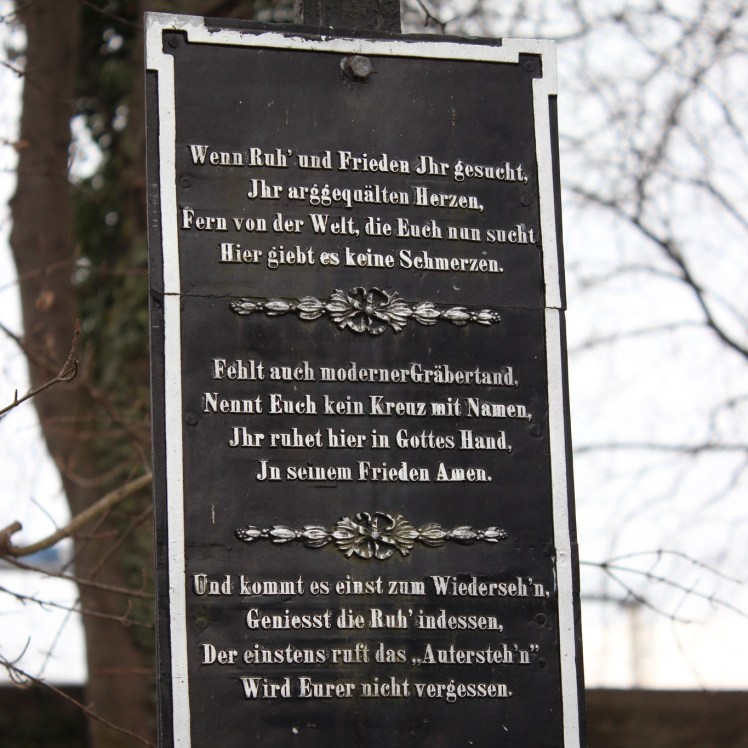 Wenn Ruh' und Frieden Jhr gesucht,
Jhr arggequälten Herzen,
Fern von der Welt, die Euch nun sucht
Hier giebt es keine Schmerzen.
Fehlt auch moderner Gräbertand,
Nennt Euch kein Kreuz mit Namen,
Jhr ruhet hier in Gottes Hand,
Jn seinem Frieden Amen.
Und kommt es einst zum Wiederseh'n,
Geniesst die Ruh' indessen,
Der einstens ruft das „Aufersteh'n"
Wird Eurer nicht vergessen.